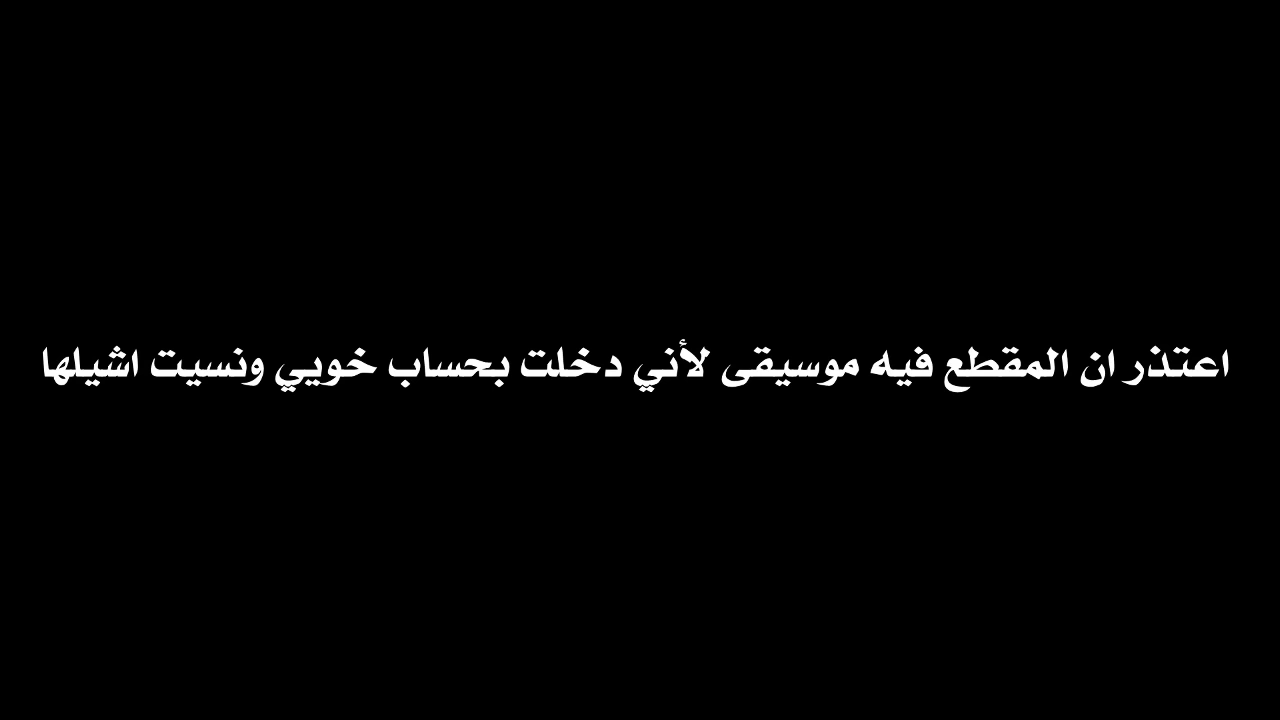 اعتذر ان المقطع فيه موسيقى لأني دخلت بحساب خويي ونسيت اشيلها